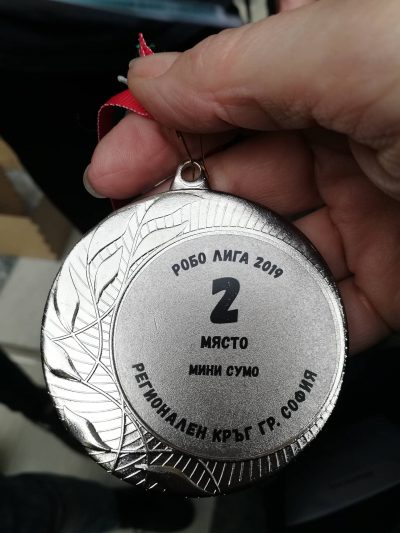 РОБО ЛИГА 2019
2
МЯСТО
МИНИ СУМО
РЕГИОНАЛЕН КРЪГ ГР. СОФИЯ